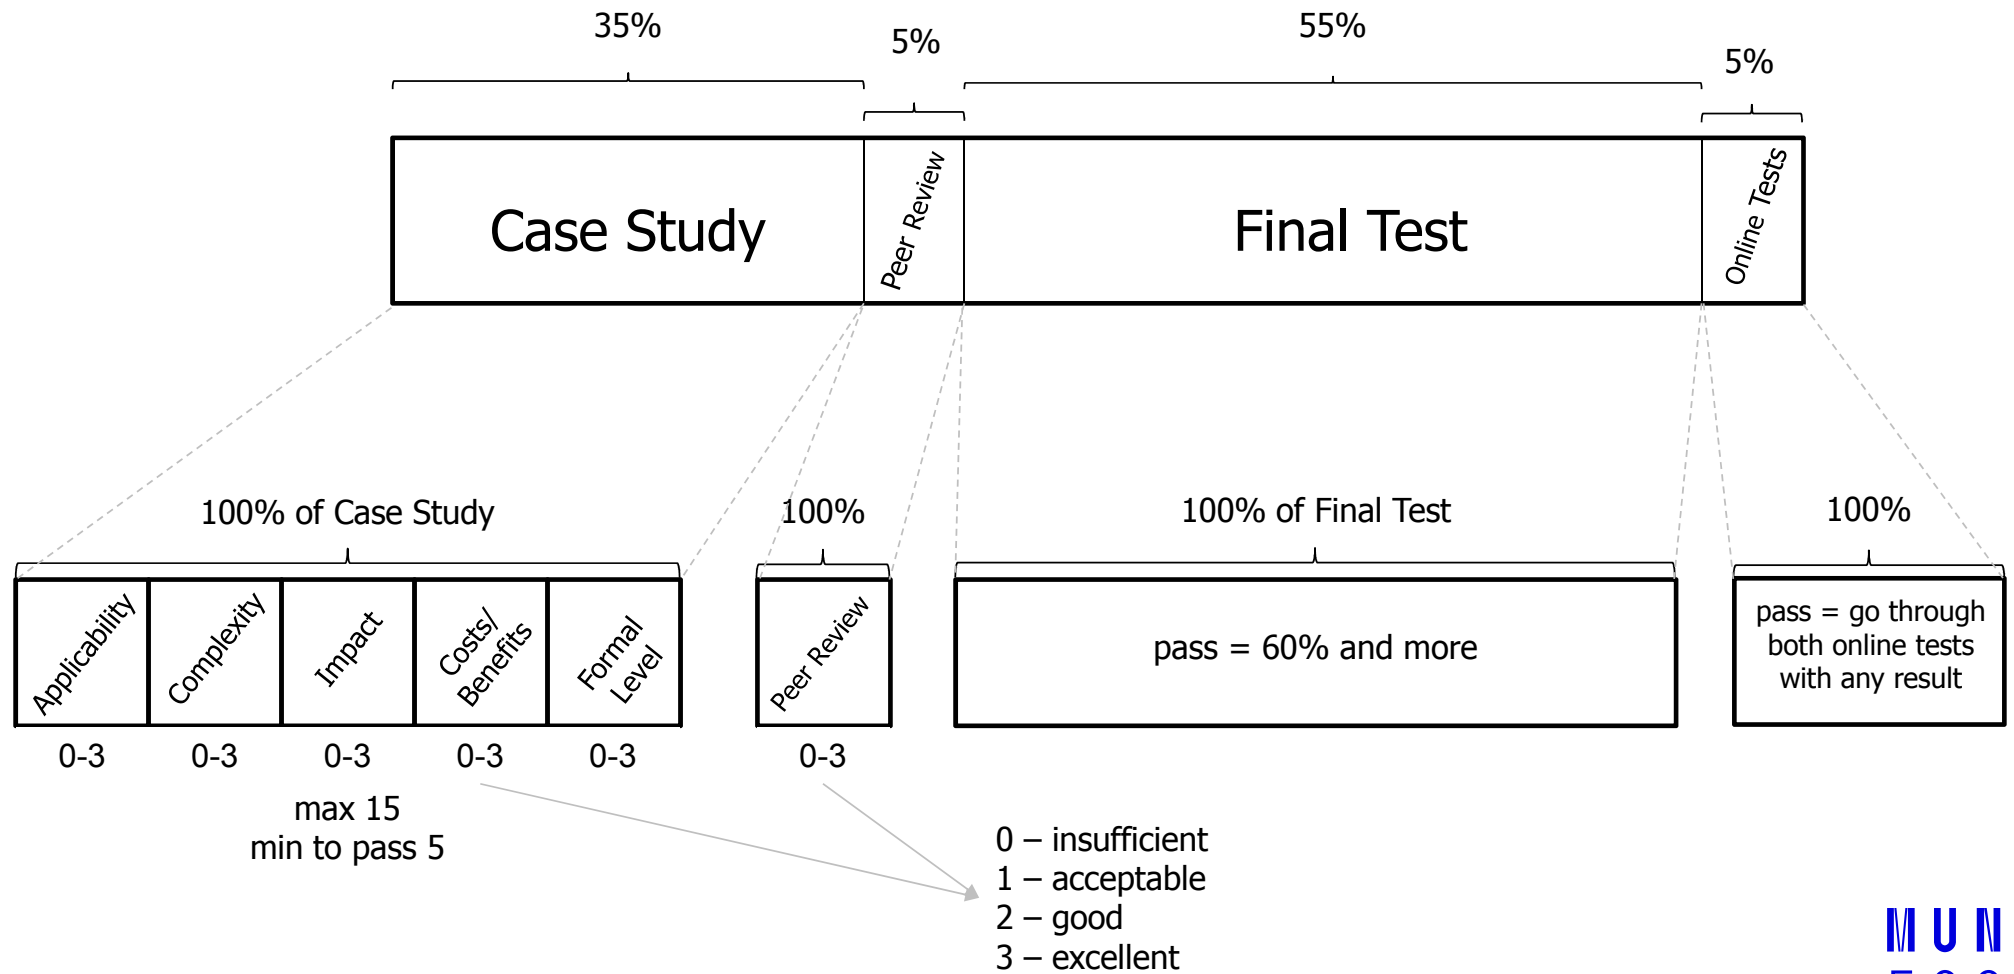 35%
5%
55%
5%
Case Study
Peer Review
Final Test
Online Tests
100% of Case Study
100%
100% of Final Test
100%
Applicability
Complexity
Impact
Costs/
Benefits
Formal
Level
Peer Review
pass = 60% and more
pass = go through
both online tests
with any result
0-3
0-3
0-3
0-3
0-3
0-3
max 15
min to pass 5
0 – insufficient
1 – acceptable
2 – good
3 – excellent
MUN